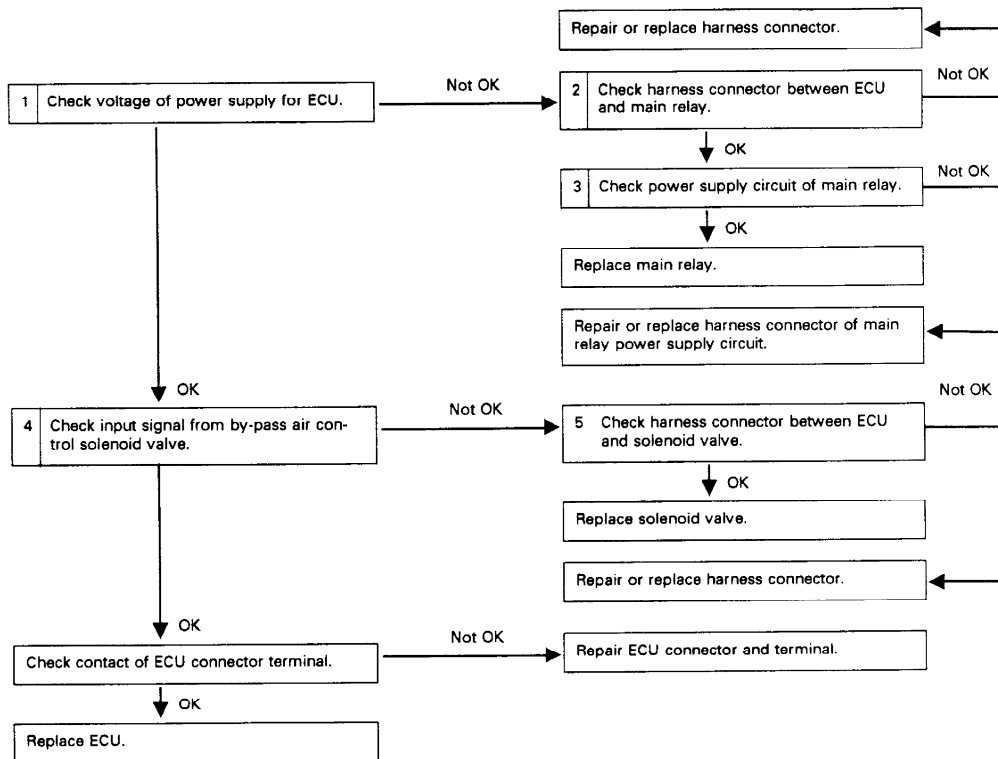 Repair or replace harness connector.
1 Check voltage of power supply for ECU.
Not OK
2 Check harness connector between ECU
and main relay.
Not OK
OK
3 Check power supply circuit of main relay.
Not OK
OK
Replace main relay.
Repair or replace harness connector of main
relay power supply circuit.
OK
4 Check input signal from by-pass air con-
trol solenoid valve.
Not OK
5 Check harness connector between ECU
and solenoid valve.
Not OK
OK
Replace solenoid valve.
Repair or replace harness connector.
OK
Check contact of ECU connector terminal.
Not OK
Repair ECU connector and terminal.
OK
Replace ECU.